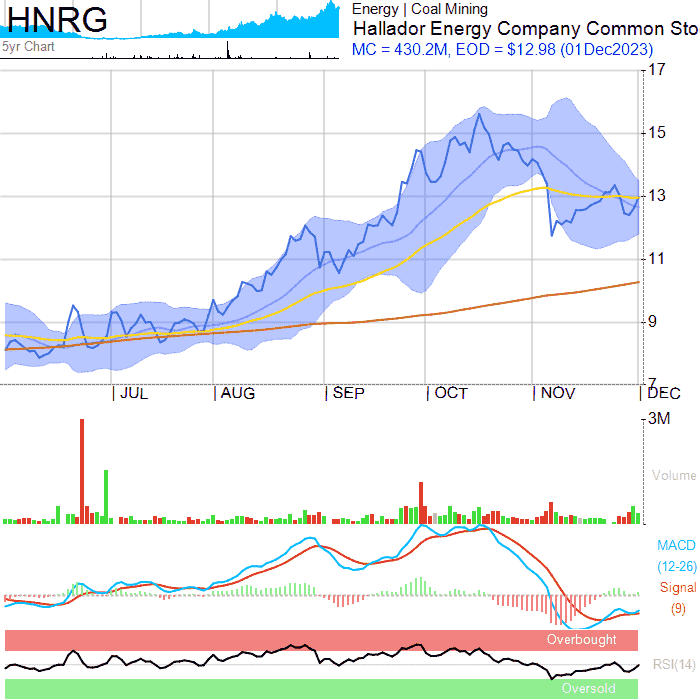 HNRG
5yr Chart
Energy | Coal Mining
Hallador Energy Company Common Sto
MC = 430.2M, EOD = $12.98 (01Dec2023)
17
15
13
11
9
7
JUL
AUG
SEP
OCT
NOV
DEC
3M
Volume
MACD
(12-26)
Signal
(9)
Overbought
RSI(14)
Oversold